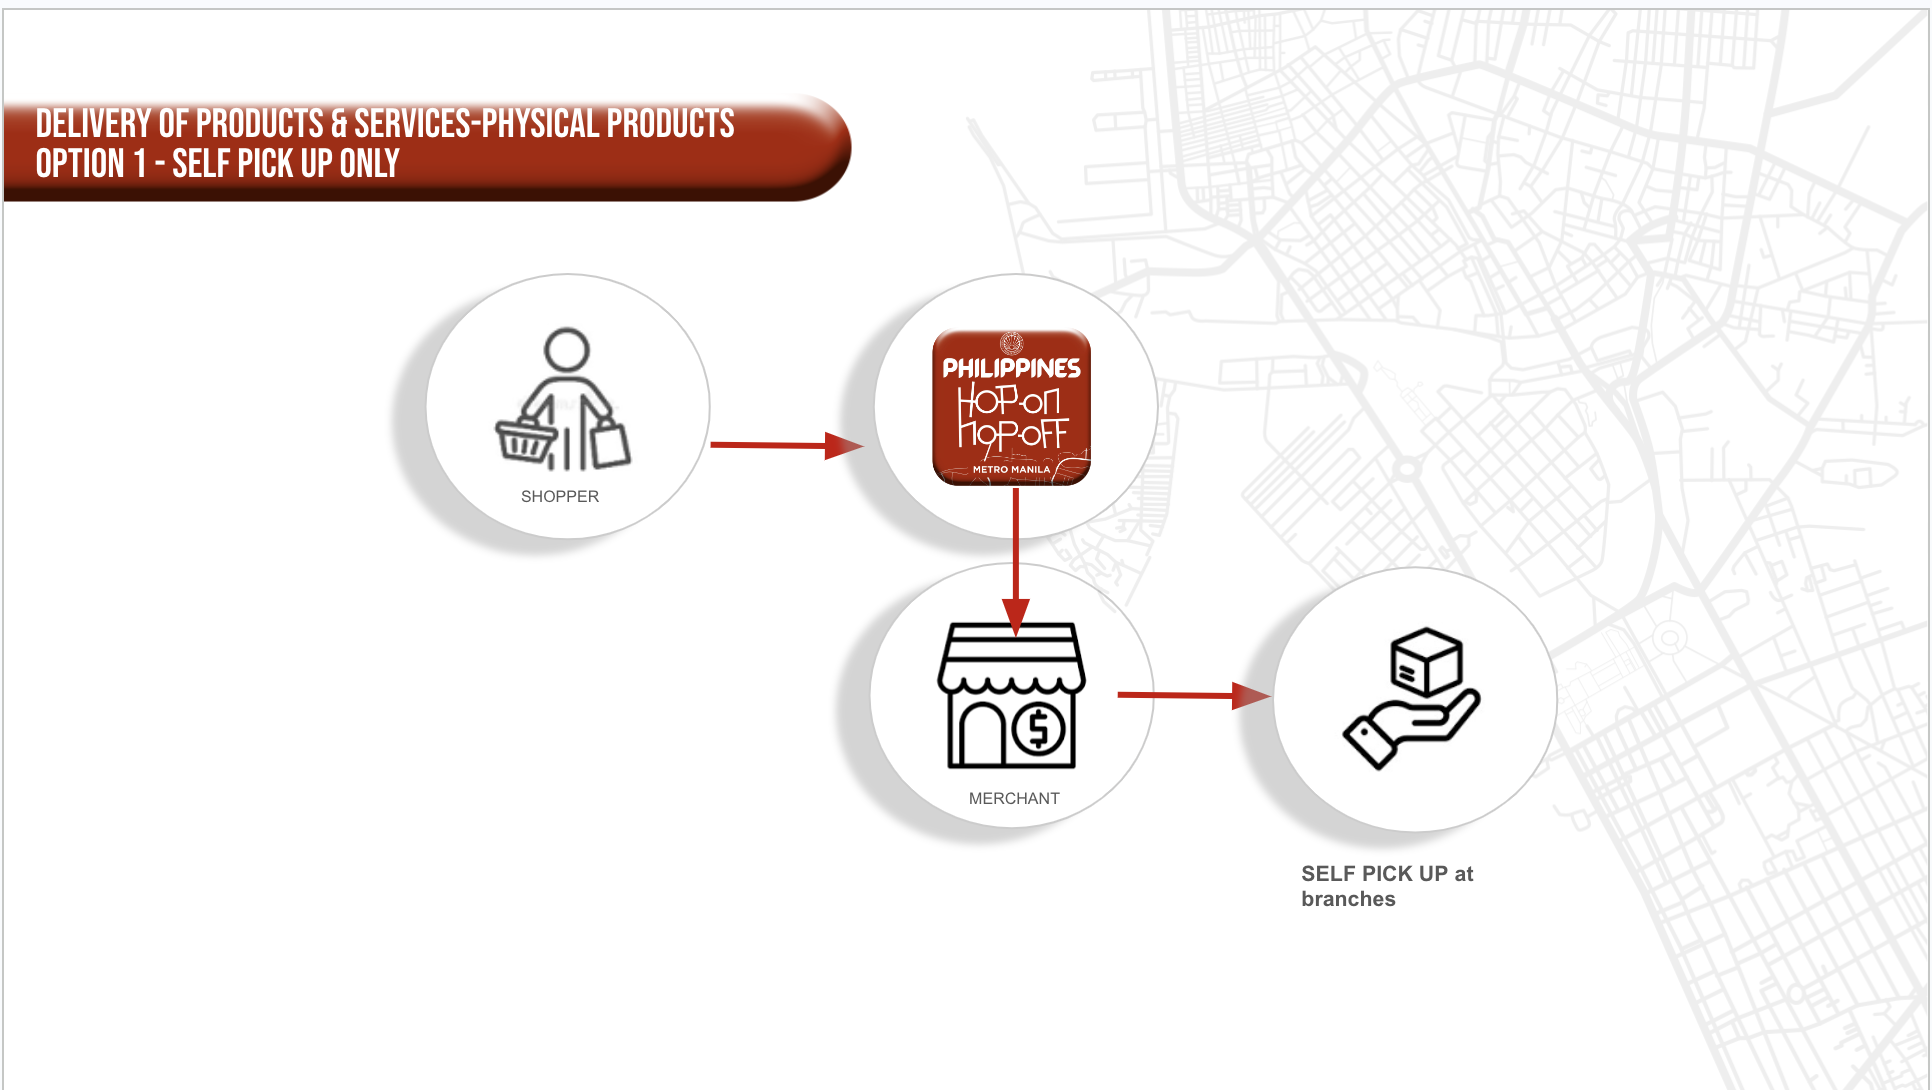 DELIVERY OF PRODUCTS & SERVICES-PHYSICAL PRODUCTS
OPTION 1 - SELF PICK UP ONLY
SHOPPER
PHILIPPINES
HOP-On
HOP-OFF
METRO MANILA
$
MERCHANT
SELF PICK UP at
branches